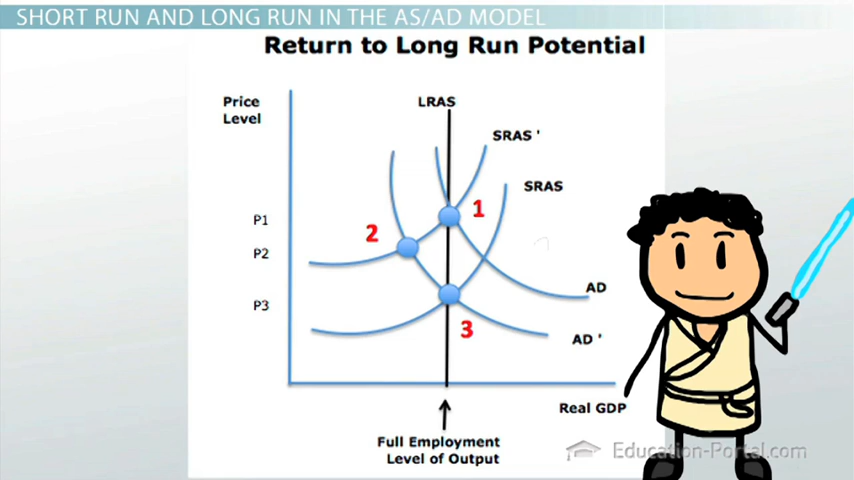 SHORT RUN AND LONG RUN IN THE AS/AD MODEL
Return to Long Run Potential
Price
Level
LRAS
SRAS '
SRAS
P1
1
2
P2
AD
P3
3
AD '
Real GDP
Full Employment
Level of Output
Education-Portal.com